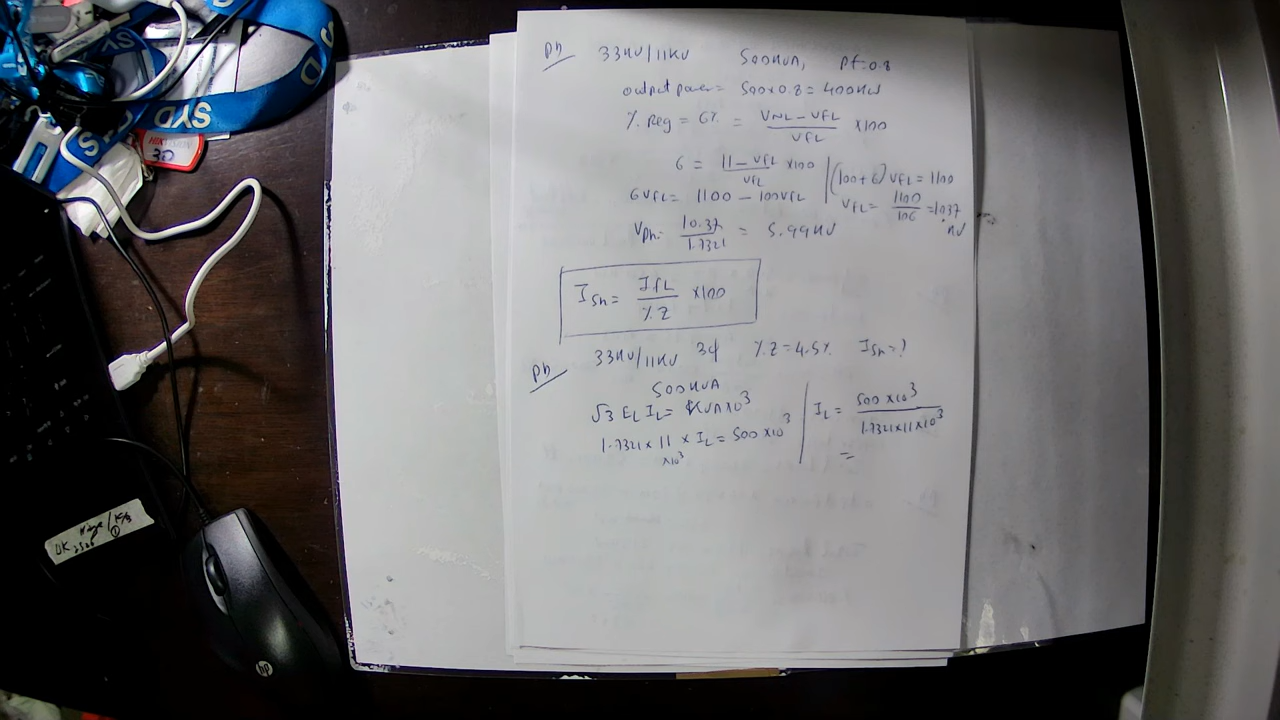 Pb 33KV/11KV 500KVA, Pf=0.8
output power = 500×0.8 = 400KW
%. Reg = 6% = VNL - VFL / VFL ×100
6 = 11 - VFL / VFL ×100
6VFL = 1100 - 100VFL
(100+6) VFL = 1100
VFL = 1100 / 106 = 10.37 KV
Vph = 10.37 / 1.7321 = 5.99KV
Ish = IFL / %Z ×100
Pb 33KV/11KV 3φ %Z = 4.5% Ish = ?
500KVA
√3 EL IL = KVA×10³
1.7321 × 11 ×10³ × IL = 500 ×10³
IL = 500 ×10³ / 1.7321×11×10³
=
SYD
HIKVISION
3D
hp